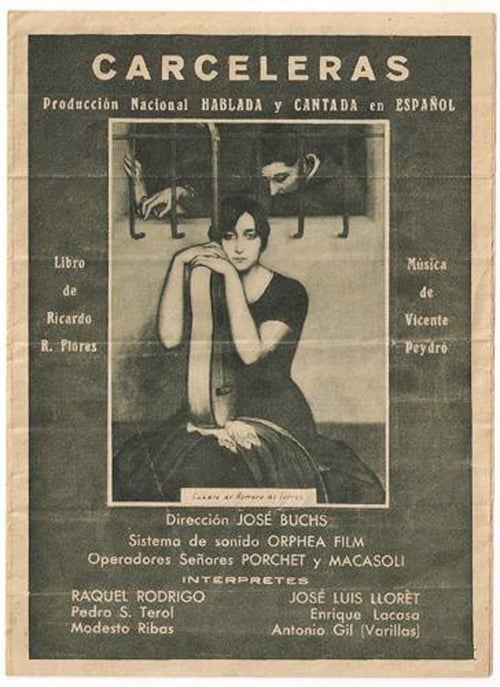 CARCELERAS
Producción Nacional HABLADA y CANTADA en ESPAÑOL
Libro
de
Ricardo
R. Flores
Música
de
Vicente
Peydró
Cuadro de Romero de Torres
Dirección JOSÉ BUCHS
Sistema de sonido ORPHEA FILM
Operadores Señores PORCHET y MACASOLI
INTERPRETES
RAQUEL RODRIGO
Pedro S. Terol
Modesto Ribas
JOSÉ LUIS LLORÈT
Enrique Lacasa
Antonio Gil (Varillas)